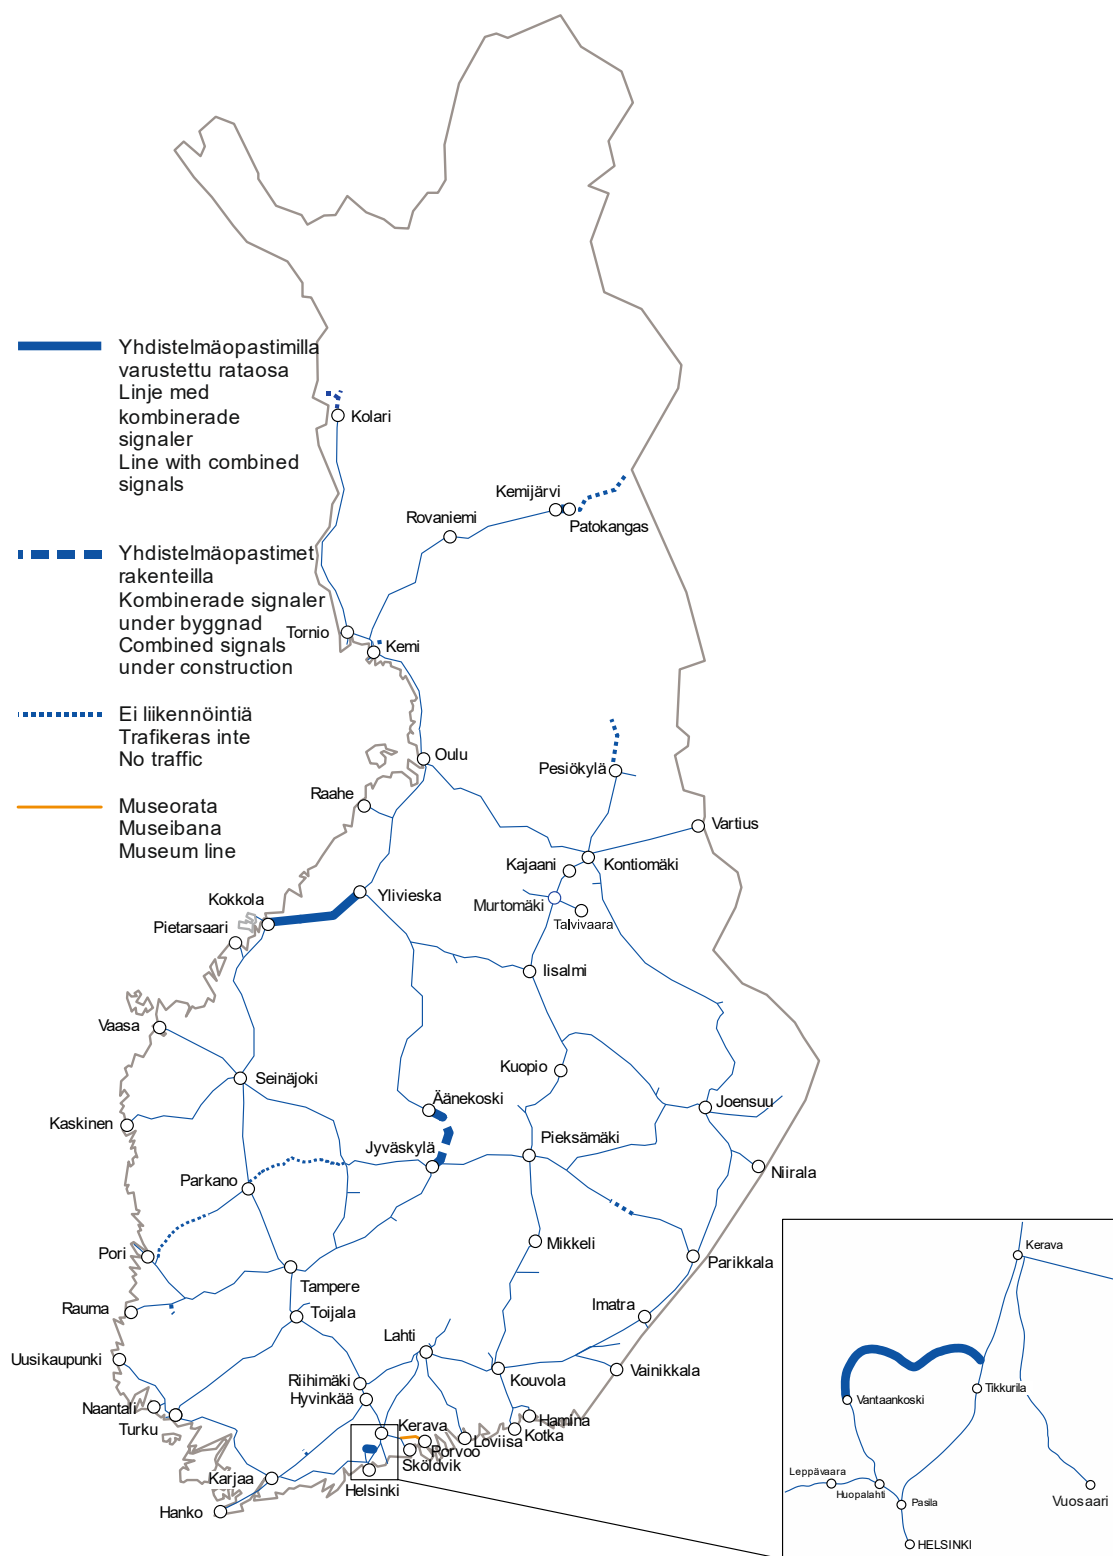 Yhdistelmäopastimilla
varustettu rataosa
Linje med
kombinerade
signaler
Line with combined
signals
Yhdistelmäopastimet
rakenteilla
Kombinerade signaler
under byggnad
Combined signals
under construction
Ei liikennöintiä
Trafikeras inte
No traffic
Museorata
Museibana
Museum line
Kolari
Kemijärvi
Patokangas
Rovaniemi
Tornio
Kemi
Oulu
Pesiökylä
Raahe
Vartius
Kontiomäki
Kajaani
Ylivieska
Kokkola
Murtomäki
Talvivaara
Pietarsaari
Iisalmi
Vaasa
Kuopio
Seinäjoki
Äänekoski
Joensuu
Kaskinen
Pieksämäki
Jyväskylä
Niirala
Parkano
Mikkeli
Pori
Parikkala
Tampere
Rauma
Toijala
Imatra
Lahti
Uusikaupunki
Riihimäki
Kouvola
Vainikkala
Hyvinkää
Naantali
Turku
Kerava
Hamina
Kotka
Loviisa
Porvoo
Sköldvik
Karjaa
Helsinki
Hanko
Kerava
Tikkurila
Vantaankoski
Leppävaara
Huopalahti
Pasila
Vuosaari
HELSINKI